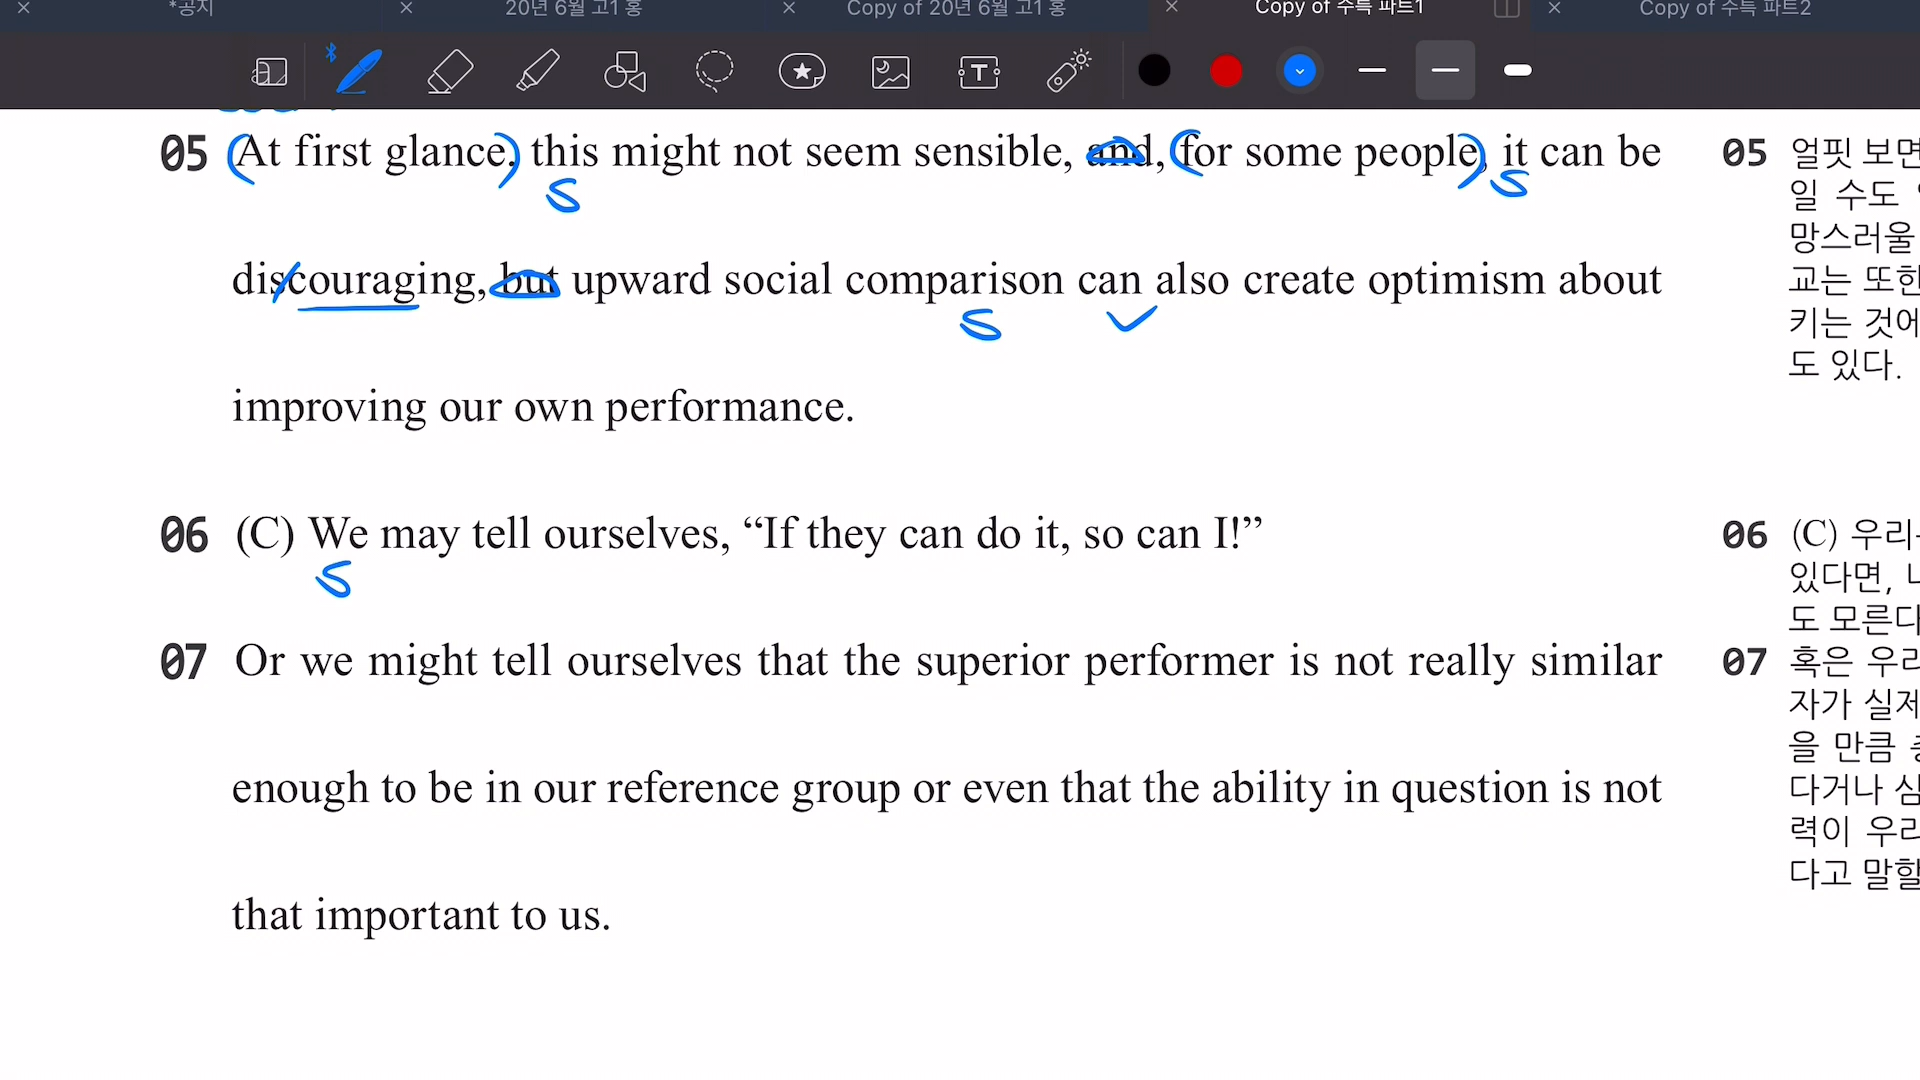 *공지
20년 6월 고1 홍
Copy of 20년 6월 고1 홍
Copy of 수특 파트1
Copy of 수특 파트2
05 (At first glance,) this might not seem sensible, and, (for some people), it can be
S S
discouraging, but upward social comparison can also create optimism about
S
improving our own performance.
06 (C) We may tell ourselves, “If they can do it, so can I!”
S
07 Or we might tell ourselves that the superior performer is not really similar
enough to be in our reference group or even that the ability in question is not
that important to us.
05 얼핏 보면
일 수도
망스러울
교는 또한
키는 것에
도 있다.
06 (C) 우리
있다면,
도 모른다
07 혹은 우리
자가 실제
을 만큼
다거나
력이 우리
다고 말할